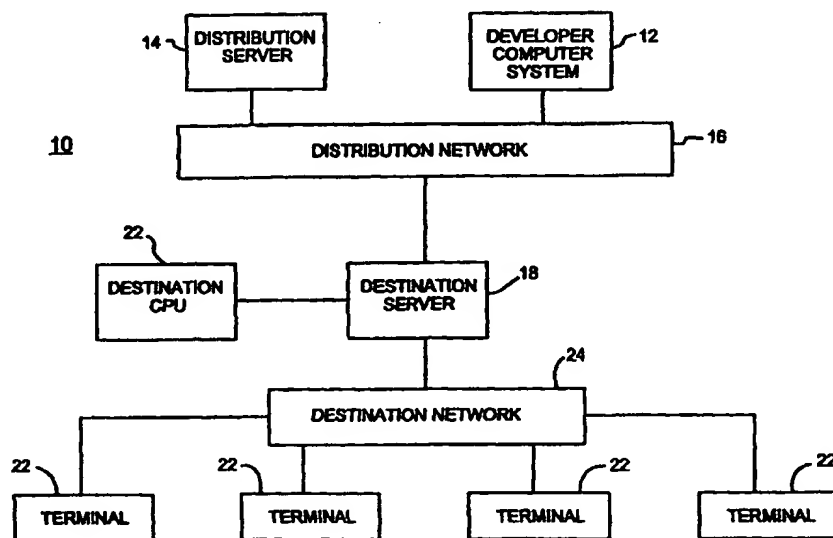 14
DISTRIBUTION
SERVER
DEVELOPER
COMPUTER
SYSTEM
12
10
DISTRIBUTION NETWORK
16
22
DESTINATION
CPU
DESTINATION
SERVER
18
24
DESTINATION NETWORK
22
22
22
22
TERMINAL
TERMINAL
TERMINAL
TERMINAL